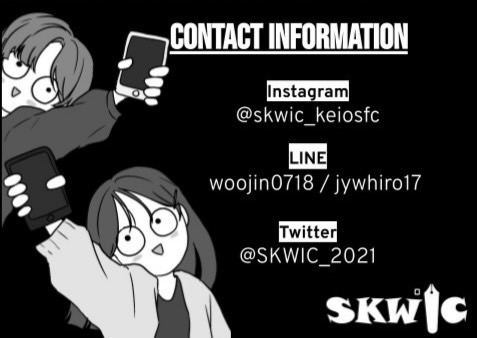 CONTACT INFORMATION
Instagram
@skwic_keiosfc
LINE
woojin0718 / jywhiro17
Twitter
@SKWIC_2021
SKWIC